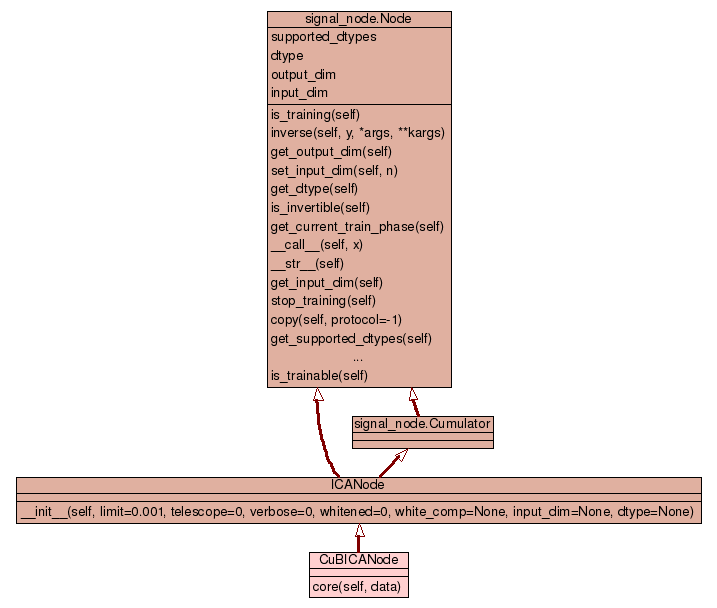 signal_node.Node
supported_dtypes
dtype
output_dim
input_dim
is_training(self)
inverse(self, y, *args, **kargs)
get_output_dim(self)
set_input_dim(self, n)
get_dtype(self)
is_invertible(self)
get_current_train_phase(self)
__call__(self, x)
__str__(self)
get_input_dim(self)
stop_training(self)
copy(self, protocol=-1)
get_supported_dtypes(self)
...
is_trainable(self)
signal_node.Cumulator
ICANode
__init__(self, limit=0.001, telescope=0, verbose=0, whitened=0, white_comp=None, input_dim=None, dtype=None)
CuBICANode
core(self, data)